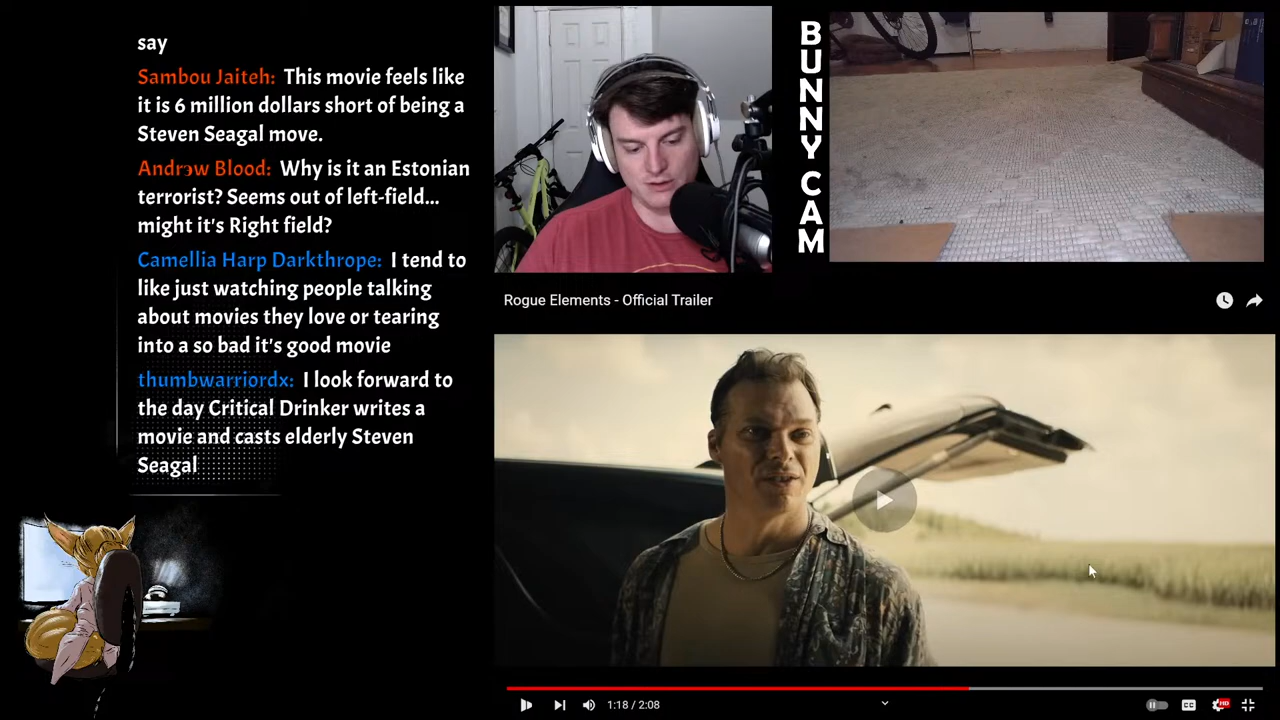 say
Sambou Jaiteh: This movie feels like
it is 6 million dollars short of being a
Steven Seagal move.
Andrew Blood: Why is it an Estonian
terrorist? Seems out of left-field...
might it's Right field?
Camellia Harp Darkthrope: I tend to
like just watching people talking
about movies they love or tearing
into a so bad it's good movie
thumbwarriordx: I look forward to
the day Critical Drinker writes a
movie and casts elderly Steven
Seagal
BUNNY CAM
Rogue Elements - Official Trailer
1:18 / 2:08
CC
HD